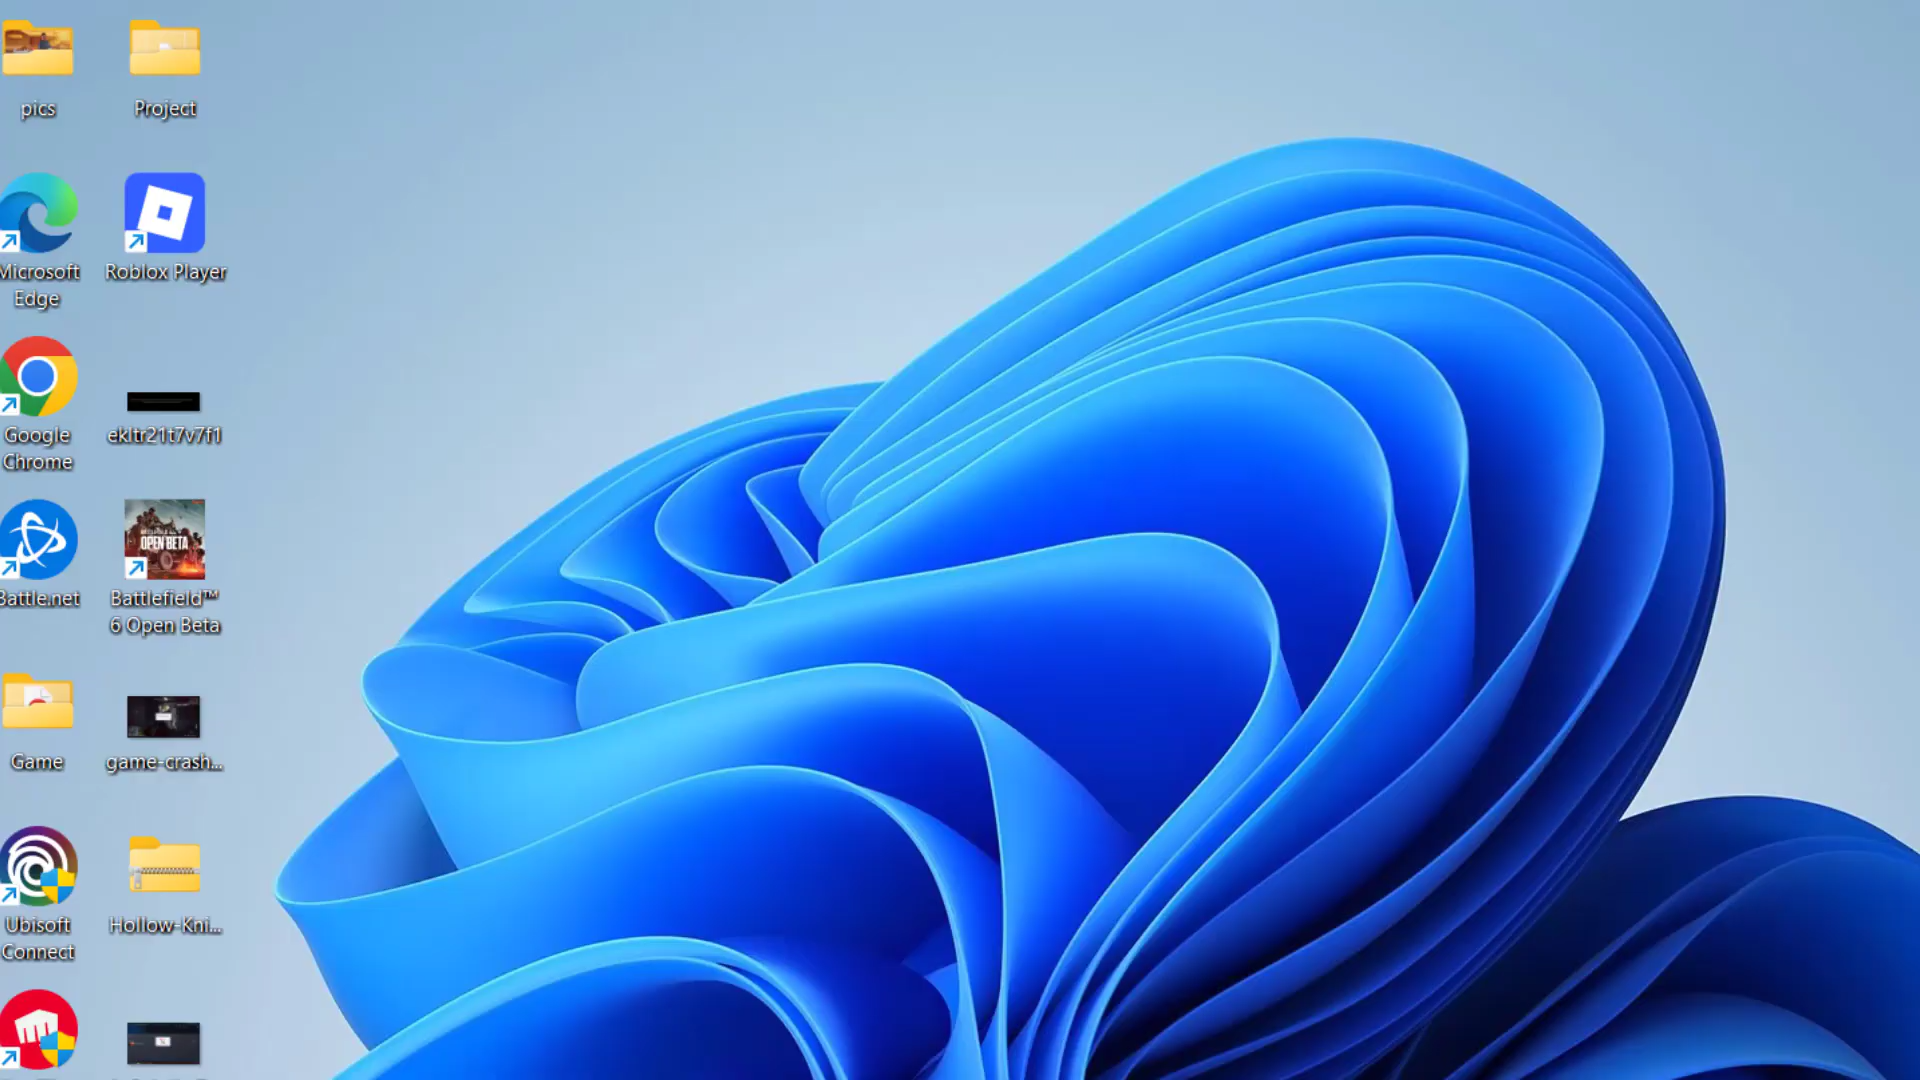 pics
Project
Microsoft
Edge
Roblox Player
Google
Chrome
ekltr21t7v7f1
Battle.net
OPEN BETA
Battlefield™
6 Open Beta
Game
game-crash...
Ubisoft
Connect
Hollow-Kni...